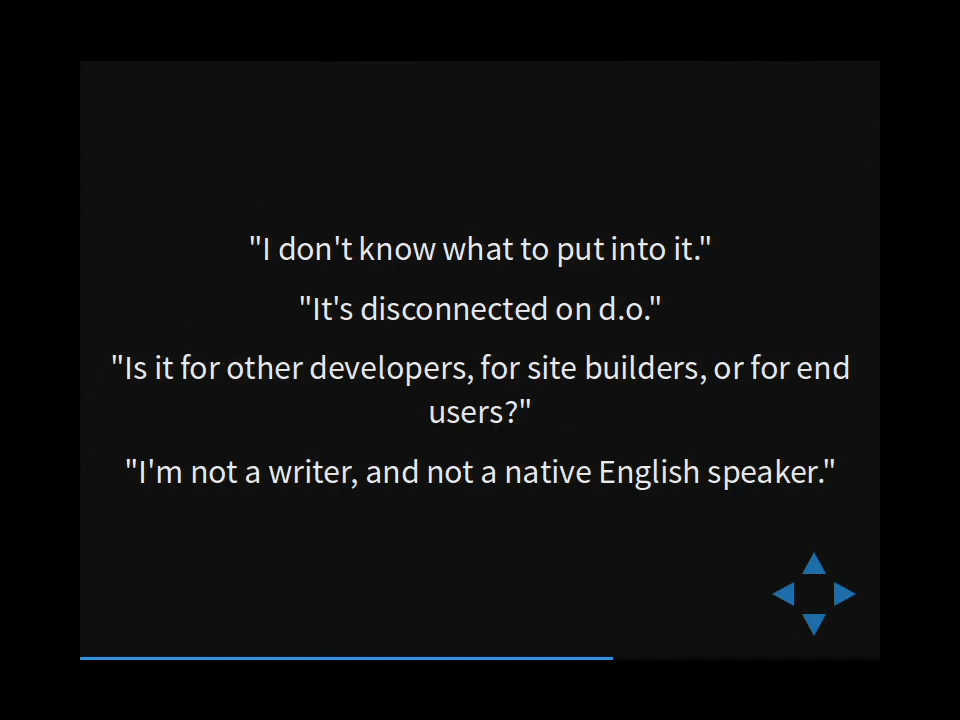 "I don't know what to put into it."
"It's disconnected on d.o."
"Is it for other developers, for site builders, or for end
users?"
"I'm not a writer, and not a native English speaker."